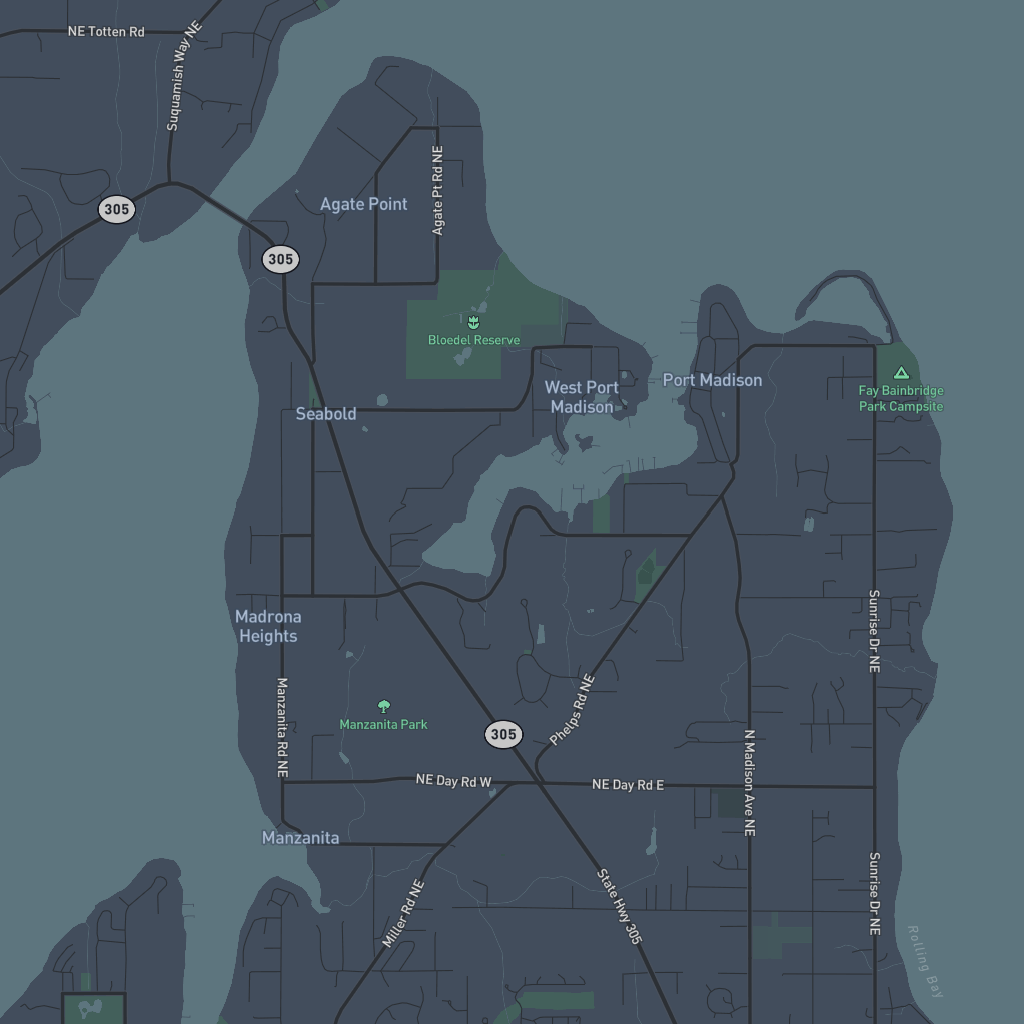 NE Totten Rd
Suquamish Way NE
305
Agate Point
Agate Pt Rd NE
305
Bloedel Reserve
West Port
Madison
Port Madison
Fay Bainbridge
Park Campsite
Seabold
Madrona
Heights
Sunrise Dr NE
Manzanita Rd NE
Manzanita Park
305
Phelps Rd NE
N Madison Ave NE
NE Day Rd W
NE Day Rd E
Manzanita
Miller Rd NE
State Hwy 305
Sunrise Dr NE
Rolling Bay